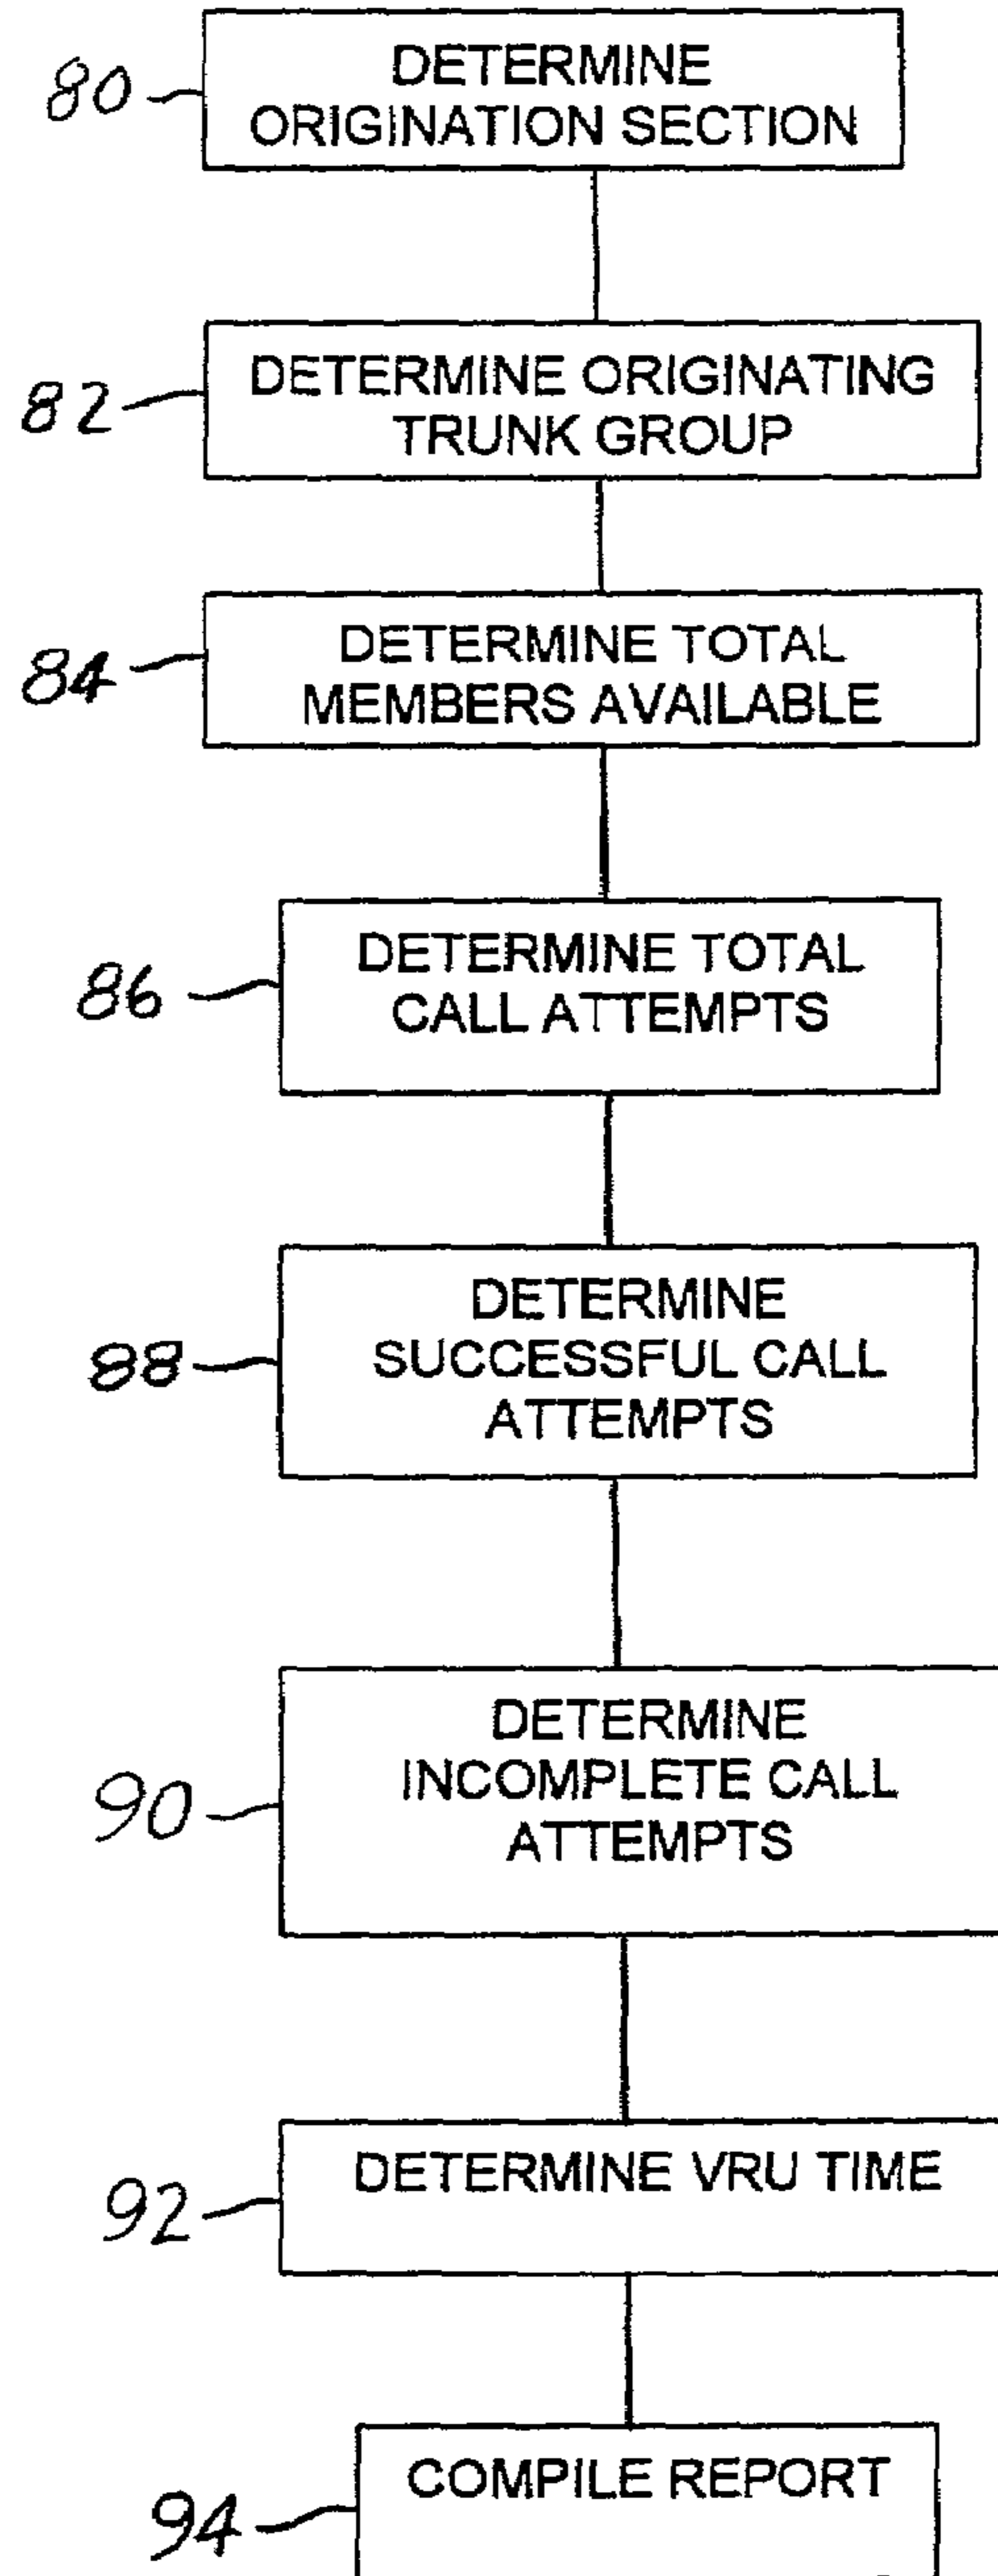 80
DETERMINE
ORIGINATION SECTION
82
DETERMINE ORIGINATING
TRUNK GROUP
84
DETERMINE TOTAL
MEMBERS AVAILABLE
86
DETERMINE TOTAL
CALL ATTEMPTS
88
DETERMINE
SUCCESSFUL CALL
ATTEMPTS
90
DETERMINE
INCOMPLETE CALL
ATTEMPTS
92
DETERMINE VRU TIME
94
COMPILE REPORT